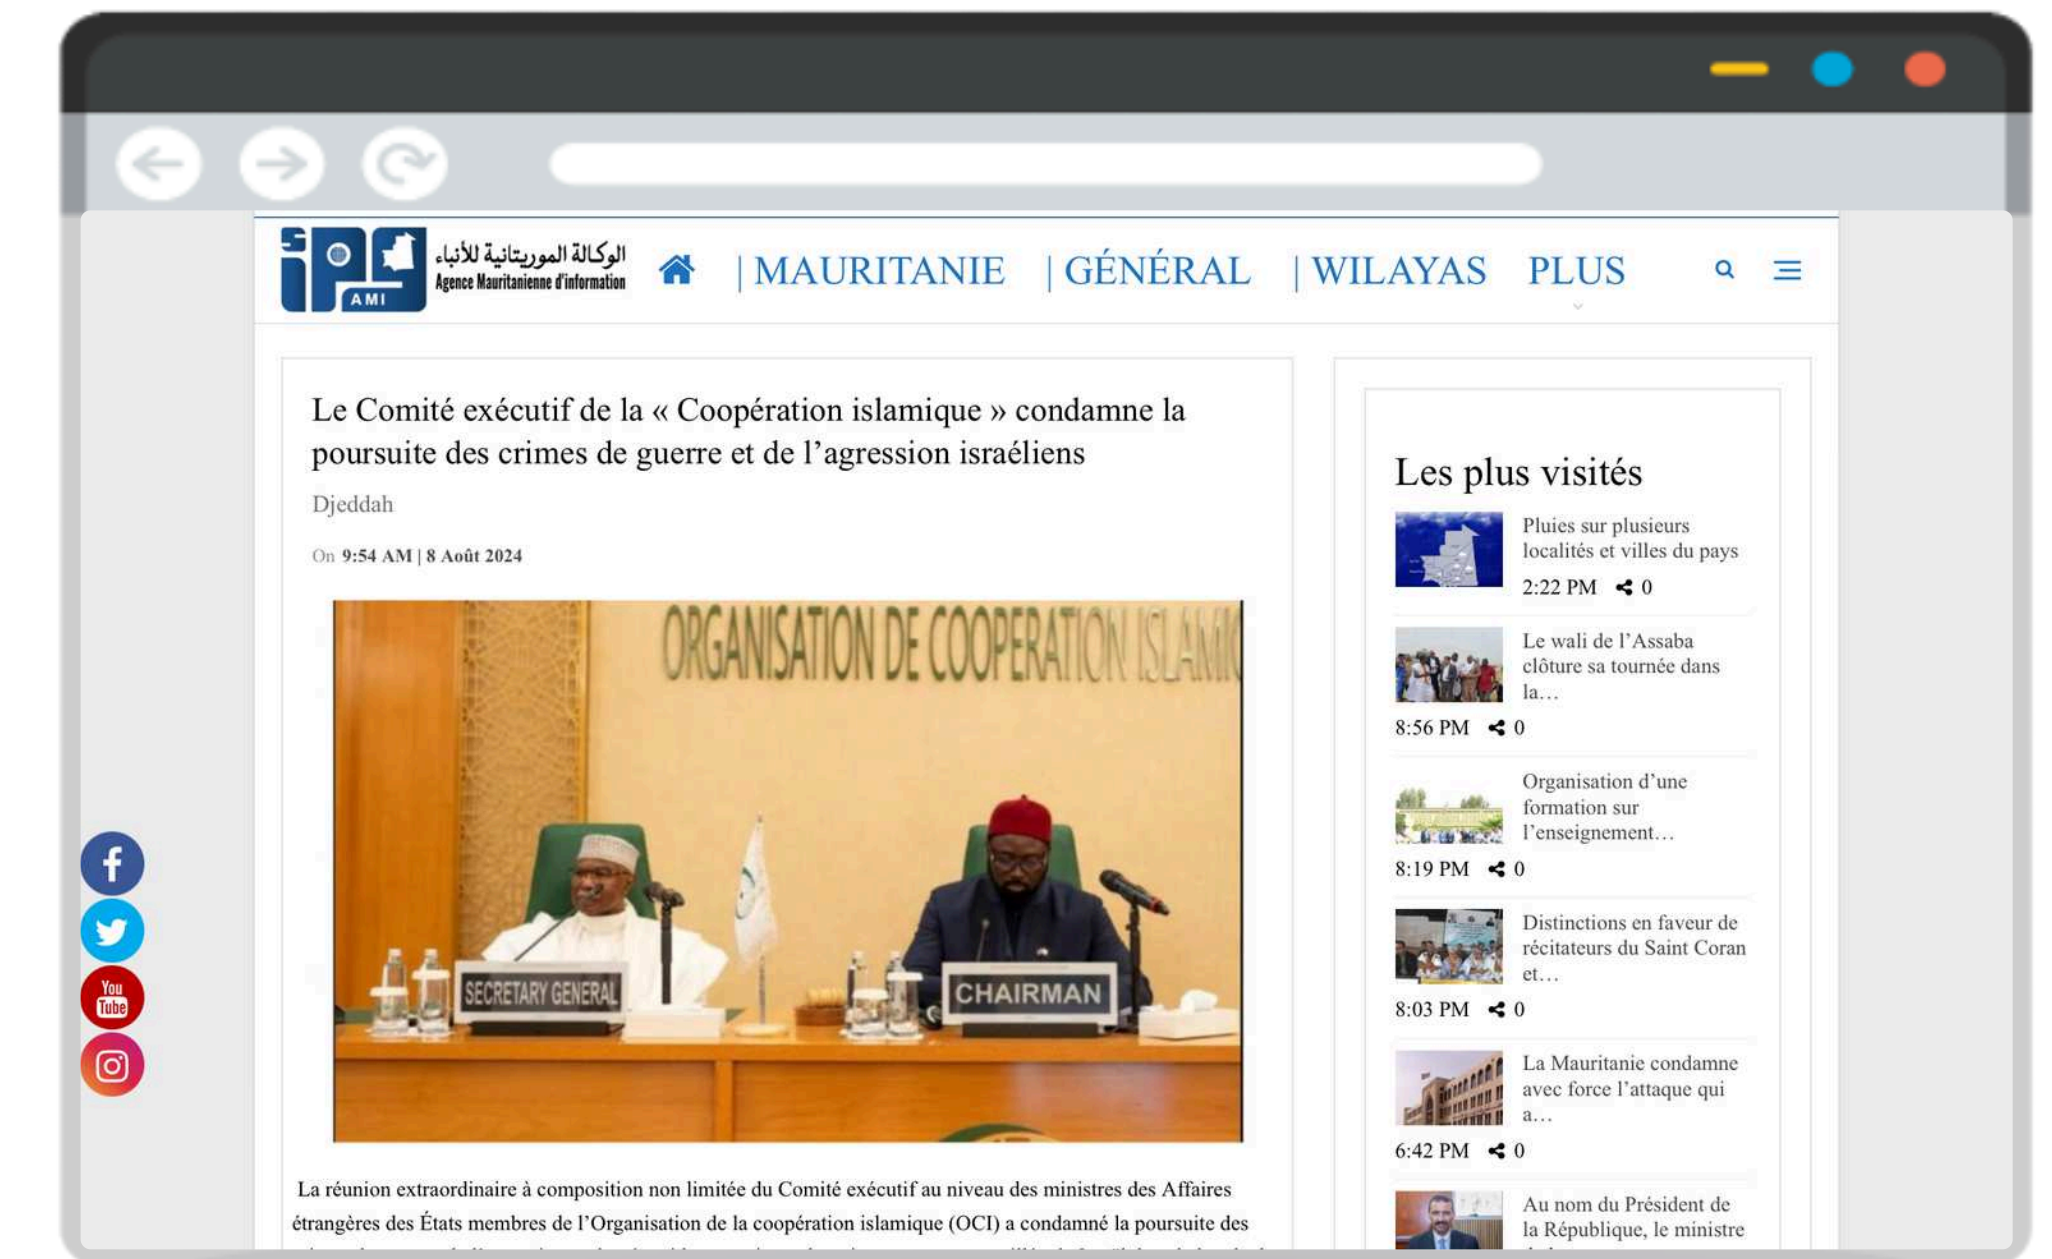 SIPA
AMI
الوكالة الموريتانية للأنباء
Agence Mauritanienne d'information
| MAURITANIE | GÉNÉRAL | WILAYAS PLUS
Le Comité exécutif de la « Coopération islamique » condamne la
poursuite des crimes de guerre et de l’agression israéliens
Djeddah
On 9:54 AM | 8 Août 2024
ORGANISATION DE COOPERATION ISLAMIQ
SECRETARY GENERAL
CHAIRMAN
La réunion extraordinaire à composition non limitée du Comité exécutif au niveau des ministres des Affaires
étrangères des États membres de l’Organisation de la coopération islamique (OCI) a condamné la poursuite des
Les plus visités
Pluies sur plusieurs
localités et villes du pays
2:22 PM 0
Le wali de l’Assaba
clôture sa tournée dans
la…
8:56 PM 0
Organisation d’une
formation sur
l’enseignement…
8:19 PM 0
Distinctions en faveur de
récitateurs du Saint Coran
et…
8:03 PM 0
La Mauritanie condamne
avec force l’attaque qui
a…
6:42 PM 0
Au nom du Président de
la République, le ministre
You
Tube